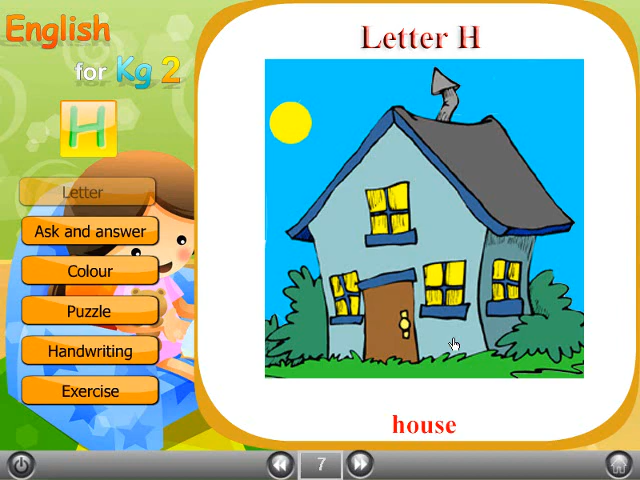 English
for Kg 2
H
Letter
Ask and answer
Colour
Puzzle
Handwriting
Exercise
Letter H
house
7